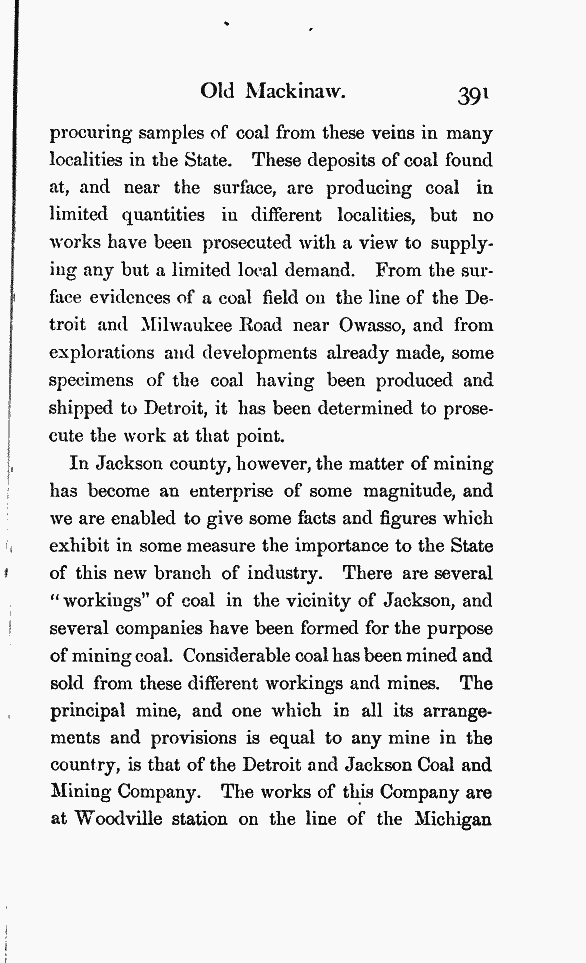 Old Mackinaw. 391
procuring samples of coal from these veins in many
localities in the State. These deposits of coal found
at, and near the surface, are producing coal in
limited quantities in different localities, but no
works have been prosecuted with a view to supply-
ing any but a limited local demand. From the sur-
face evidences of a coal field on the line of the De-
troit and Milwaukee Road near Owasso, and from
explorations and developments already made, some
specimens of the coal having been produced and
shipped to Detroit, it has been determined to prose-
cute the work at that point.
In Jackson county, however, the matter of mining
has become an enterprise of some magnitude, and
we are enabled to give some facts and figures which
exhibit in some measure the importance to the State
of this new branch of industry. There are several
"workings" of coal in the vicinity of Jackson, and
several companies have been formed for the purpose
of mining coal. Considerable coal has been mined and
sold from these different workings and mines. The
principal mine, and one which in all its arrange-
ments and provisions is equal to any mine in the
country, is that of the Detroit and Jackson Coal and
Mining Company. The works of this Company are
at Woodville station on the line of the Michigan